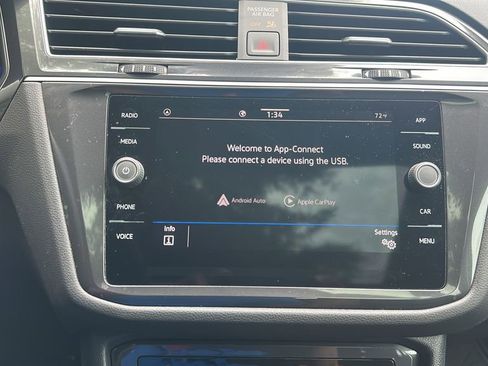 PASSENGER
AIR BAG
OFF
RADIO
1:34
72°F
APP
MEDIA
Welcome to App-Connect
Please connect a device using the USB.
SOUND
Android Auto
Apple CarPlay
PHONE
CAR
Info
Settings
VOICE
MENU